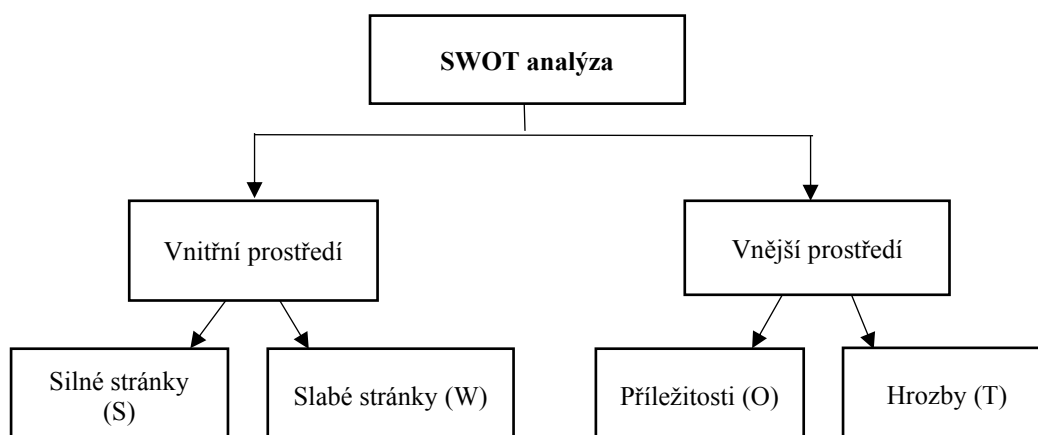 SWOT analýza
Vnitřní prostředí
Vnější prostředí
Silné stránky
(S)
Slabé stránky (W)
Příležitosti (O)
Hrozby (T)